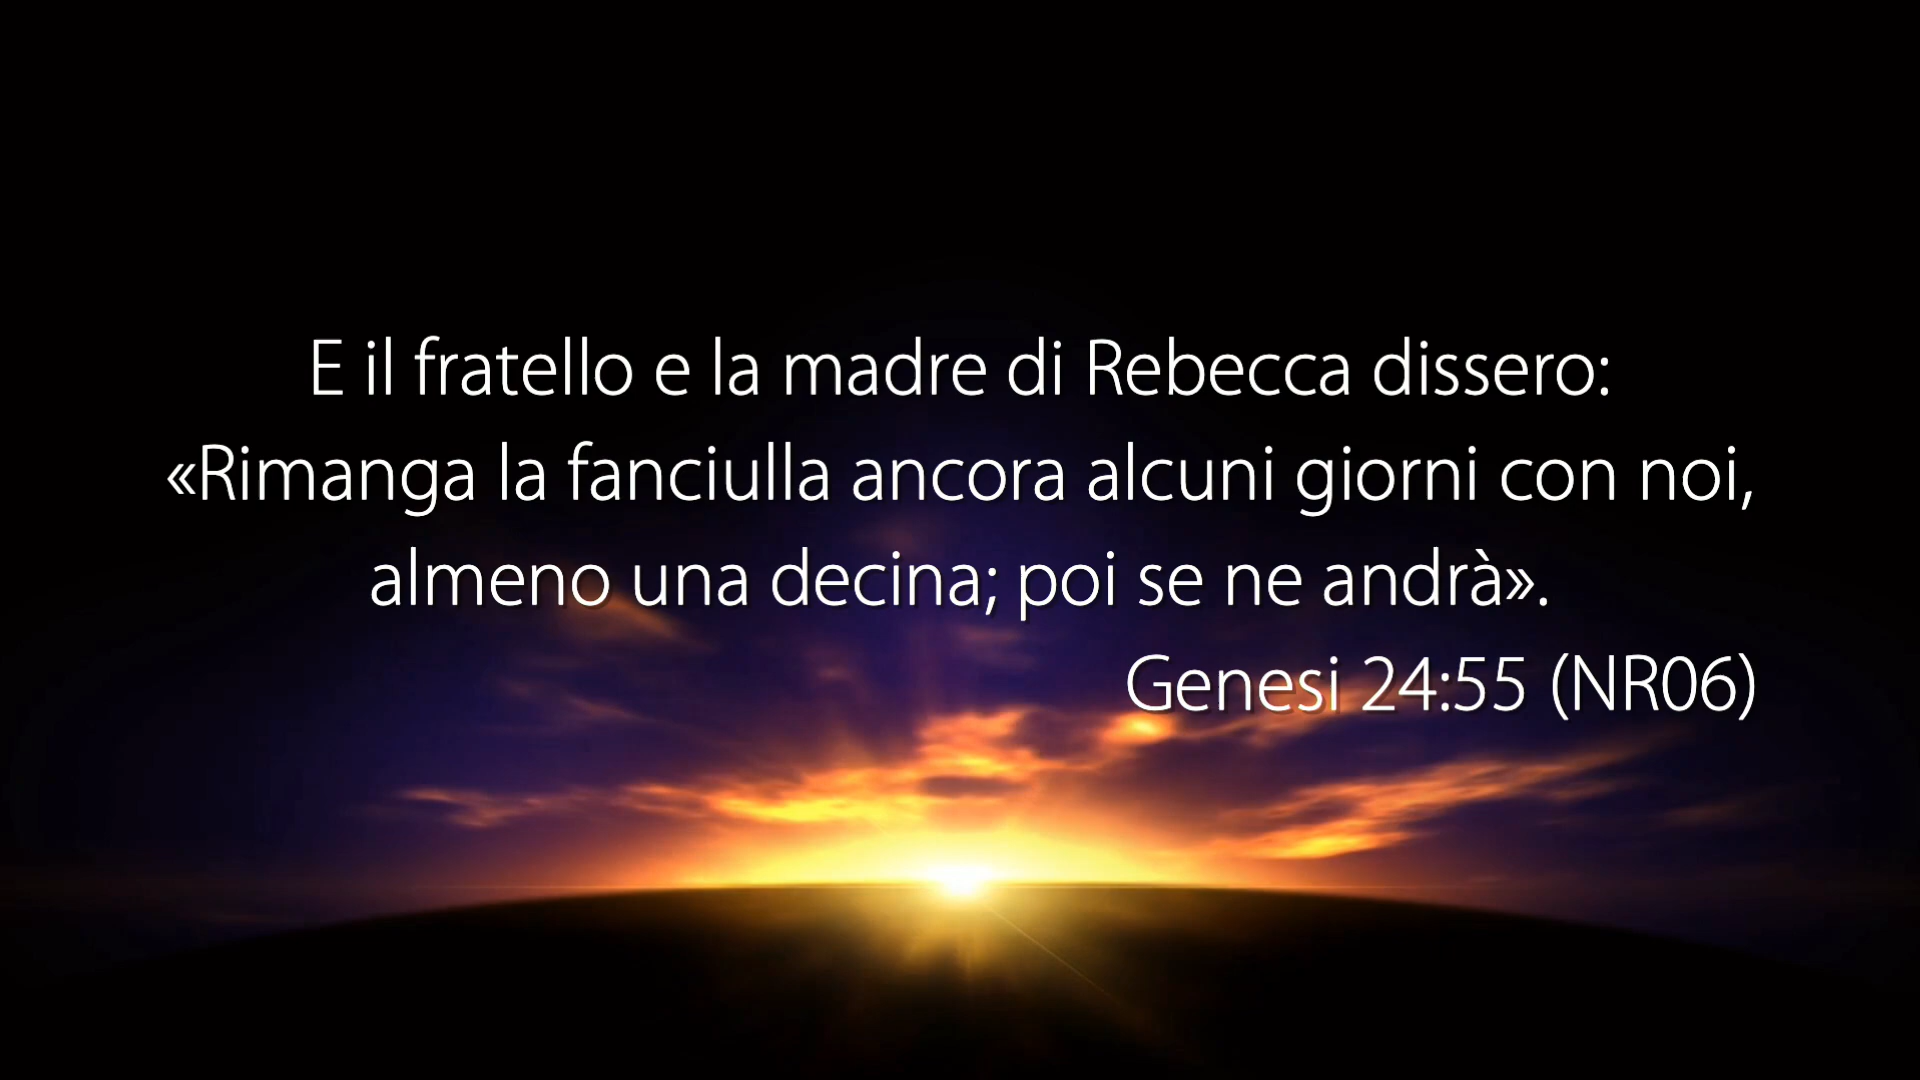 E il fratello e la madre di Rebecca dissero:
«Rimanga la fanciulla ancora alcuni giorni con noi,
almeno una decina; poi se ne andrà».
Genesi 24:55 (NR06)